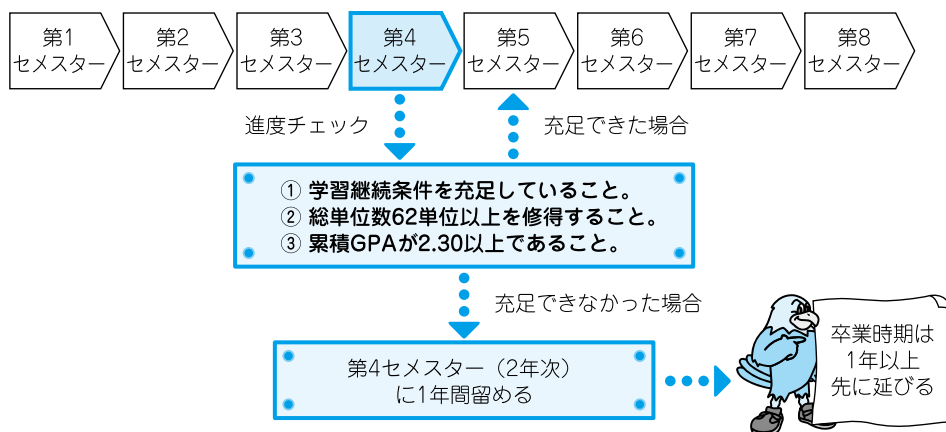 第1
セメスター
第2
セメスター
第3
セメスター
第4
セメスター
第5
セメスター
第6
セメスター
第7
セメスター
第8
セメスター
進度チェック
充足できた場合
① 学習継続条件を充足していること。
② 総単位数62単位以上を修得すること。
③ 累積GPAが2.30以上であること。
充足できなかった場合
第4セメスター（2年次）
に1年間留める
卒業時期は
1年以上
先に延びる